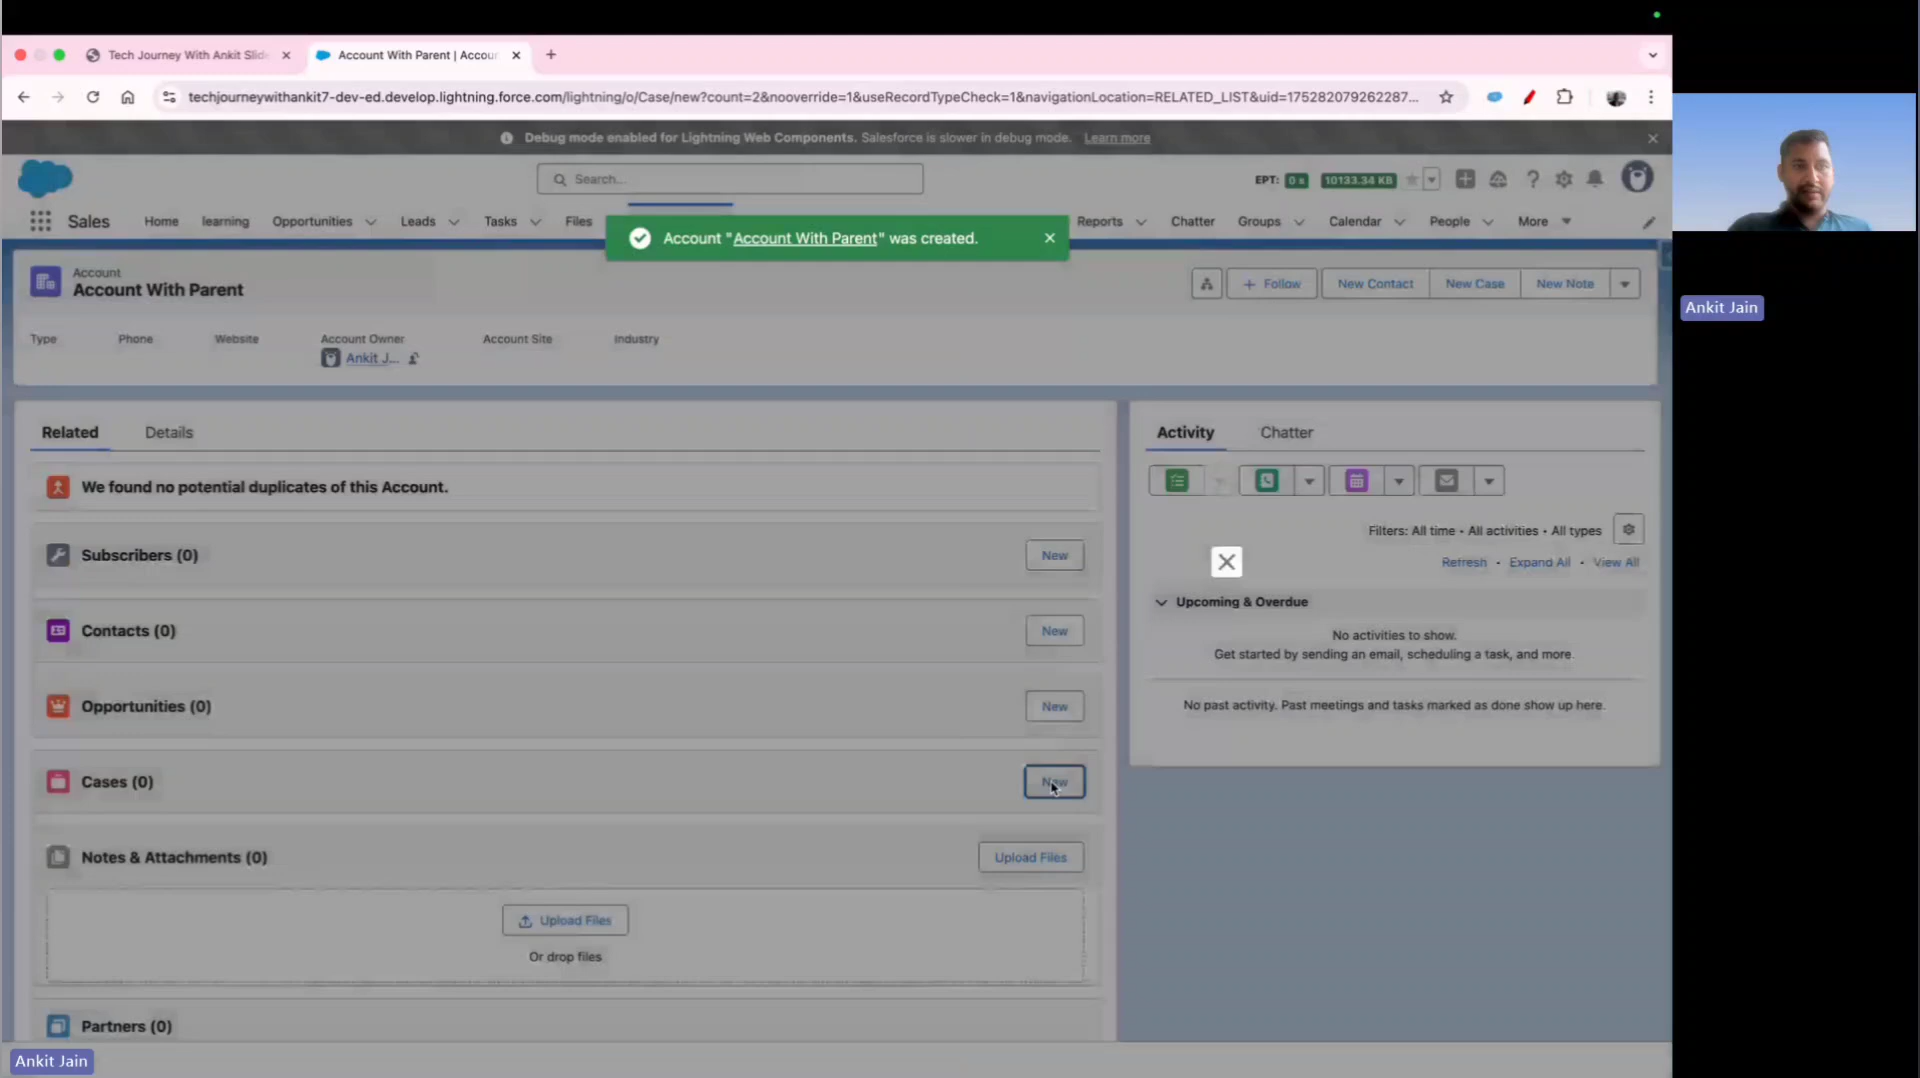 Tech Journey With Ankit Slid
Account With Parent | Accou
techjourneywithankit7-dev-ed.develop.lightning.force.com/lightning/o/Case/new?count=2&nooverride=1&useRecordTypeCheck=1&navigationLocation=RELATED_LIST&uid=175282079262287...
Debug mode enabled for Lightning Web Components. Salesforce is slower in debug mode. Learn more
Search...
EPT: 0 s 10133.34 KB
Sales Home learning Opportunities Leads Tasks Files Reports Chatter Groups Calendar People More
Account "Account With Parent" was created.
Account
Account With Parent
Follow New Contact New Case New Note
Type Phone Website Account Owner Account Site Industry
Ankit J...
Related Details
Activity Chatter
We found no potential duplicates of this Account.
Subscribers (0) New
Contacts (0) New
Opportunities (0) New
Cases (0) New
Notes & Attachments (0) Upload Files
Upload Files
Or drop files
Partners (0)
Filters: All time • All activities • All types
Refresh • Expand All • View All
Upcoming & Overdue
No activities to show.
Get started by sending an email, scheduling a task, and more.
No past activity. Past meetings and tasks marked as done show up here.
Ankit Jain
Ankit Jain